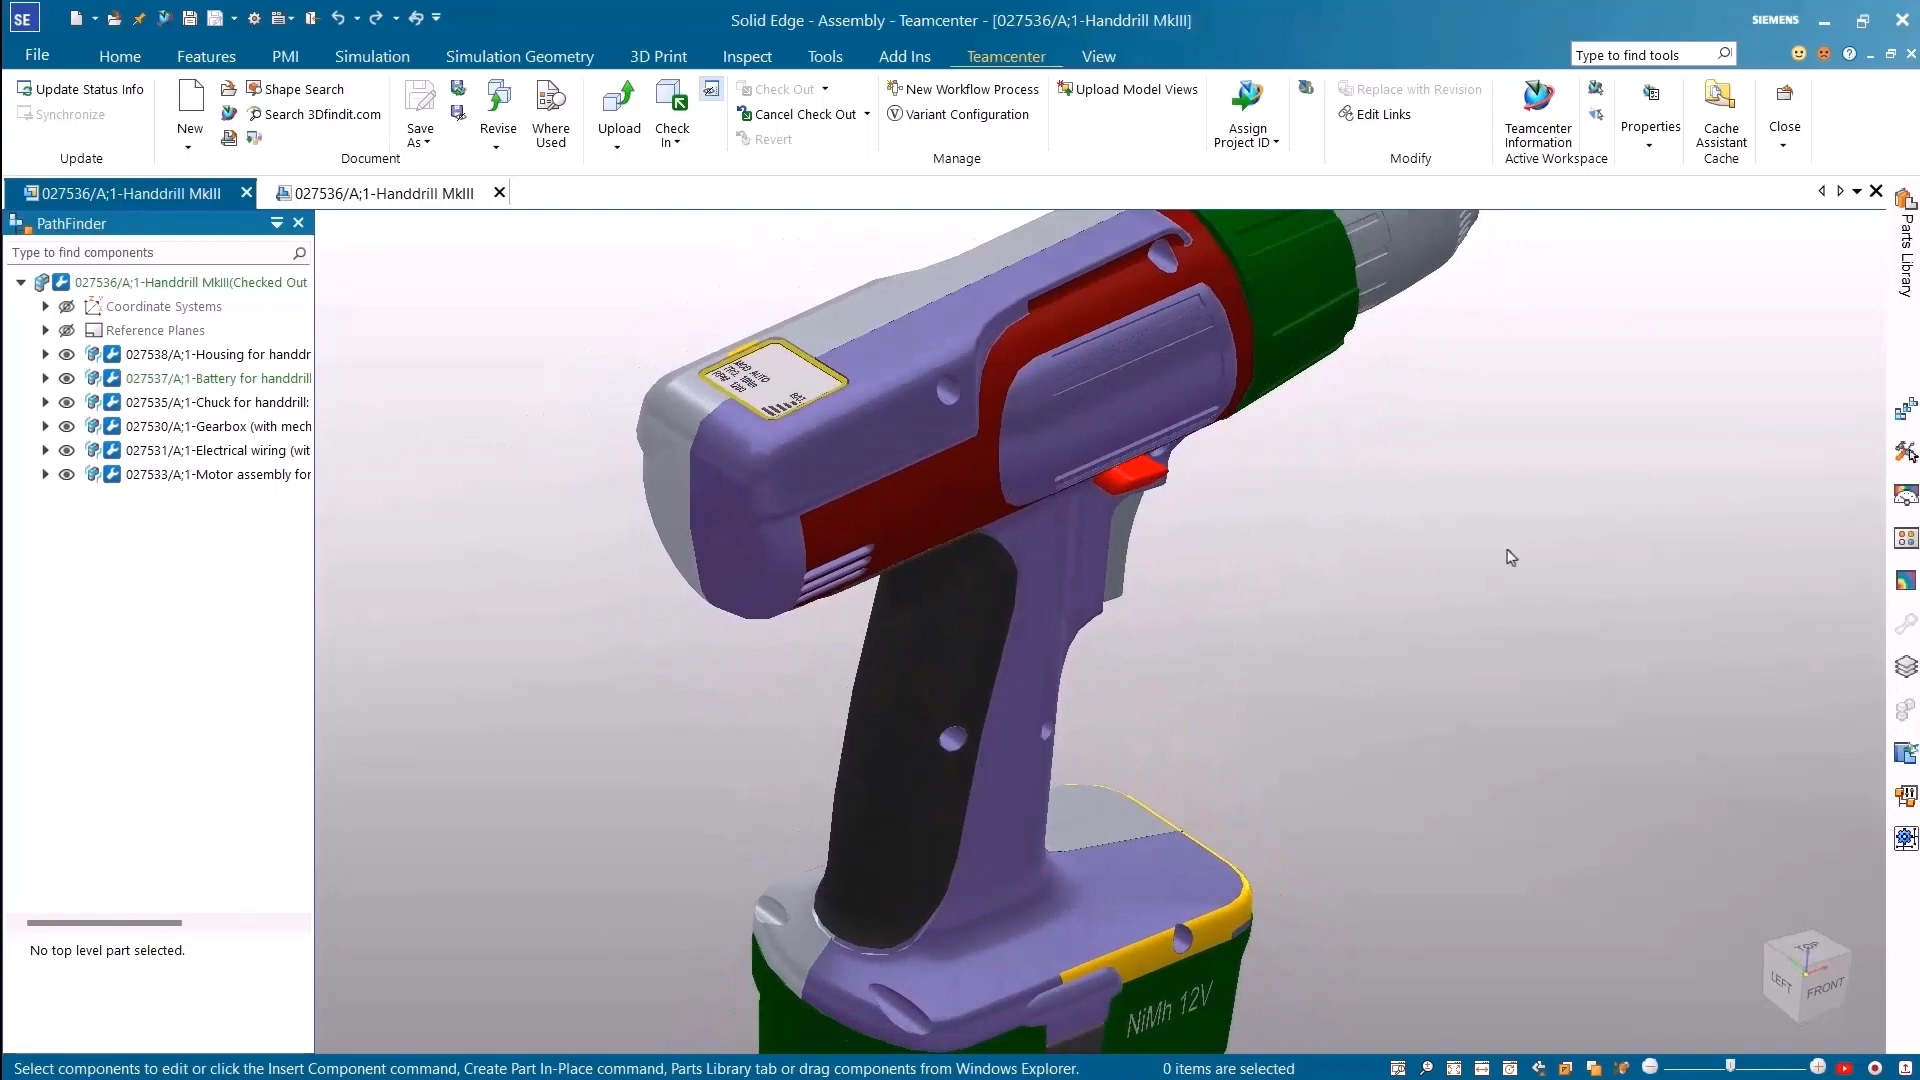 SE
Solid Edge - Assembly - Teamcenter - [027536/A;1-Handdrill MkIII]
SIEMENS
File
Home
Features
PMI
Simulation
Simulation Geometry
3D Print
Inspect
Tools
Add Ins
Teamcenter
View
Type to find tools
Update Status Info
Synchronize
Update
New
Shape Search
Search 3Dfindit.com
Save As
Revise
Where Used
Document
Upload
Check In
Check Out
Cancel Check Out
Revert
New Workflow Process
Variant Configuration
Upload Model Views
Manage
Assign Project ID
Replace with Revision
Edit Links
Modify
Teamcenter Information
Active Workspace
Properties
Cache Assistant
Cache
Close
027536/A;1-Handdrill MkIII
027536/A;1-Handdrill MkIII
PathFinder
Type to find components
027536/A;1-Handdrill MkIII(Checked Out
Coordinate Systems
Reference Planes
027538/A;1-Housing for handdr
027537/A;1-Battery for handdrill
027535/A;1-Chuck for handdrill:
027530/A;1-Gearbox (with mech
027531/A;1-Electrical wiring (wit
027533/A;1-Motor assembly for
No top level part selected.
Parts Library
NiMh 12V
TOP
LEFT
FRONT
Select components to edit or click the Insert Component command, Create Part In-Place command, Parts Library tab or drag components from Windows Explorer.
0 items are selected